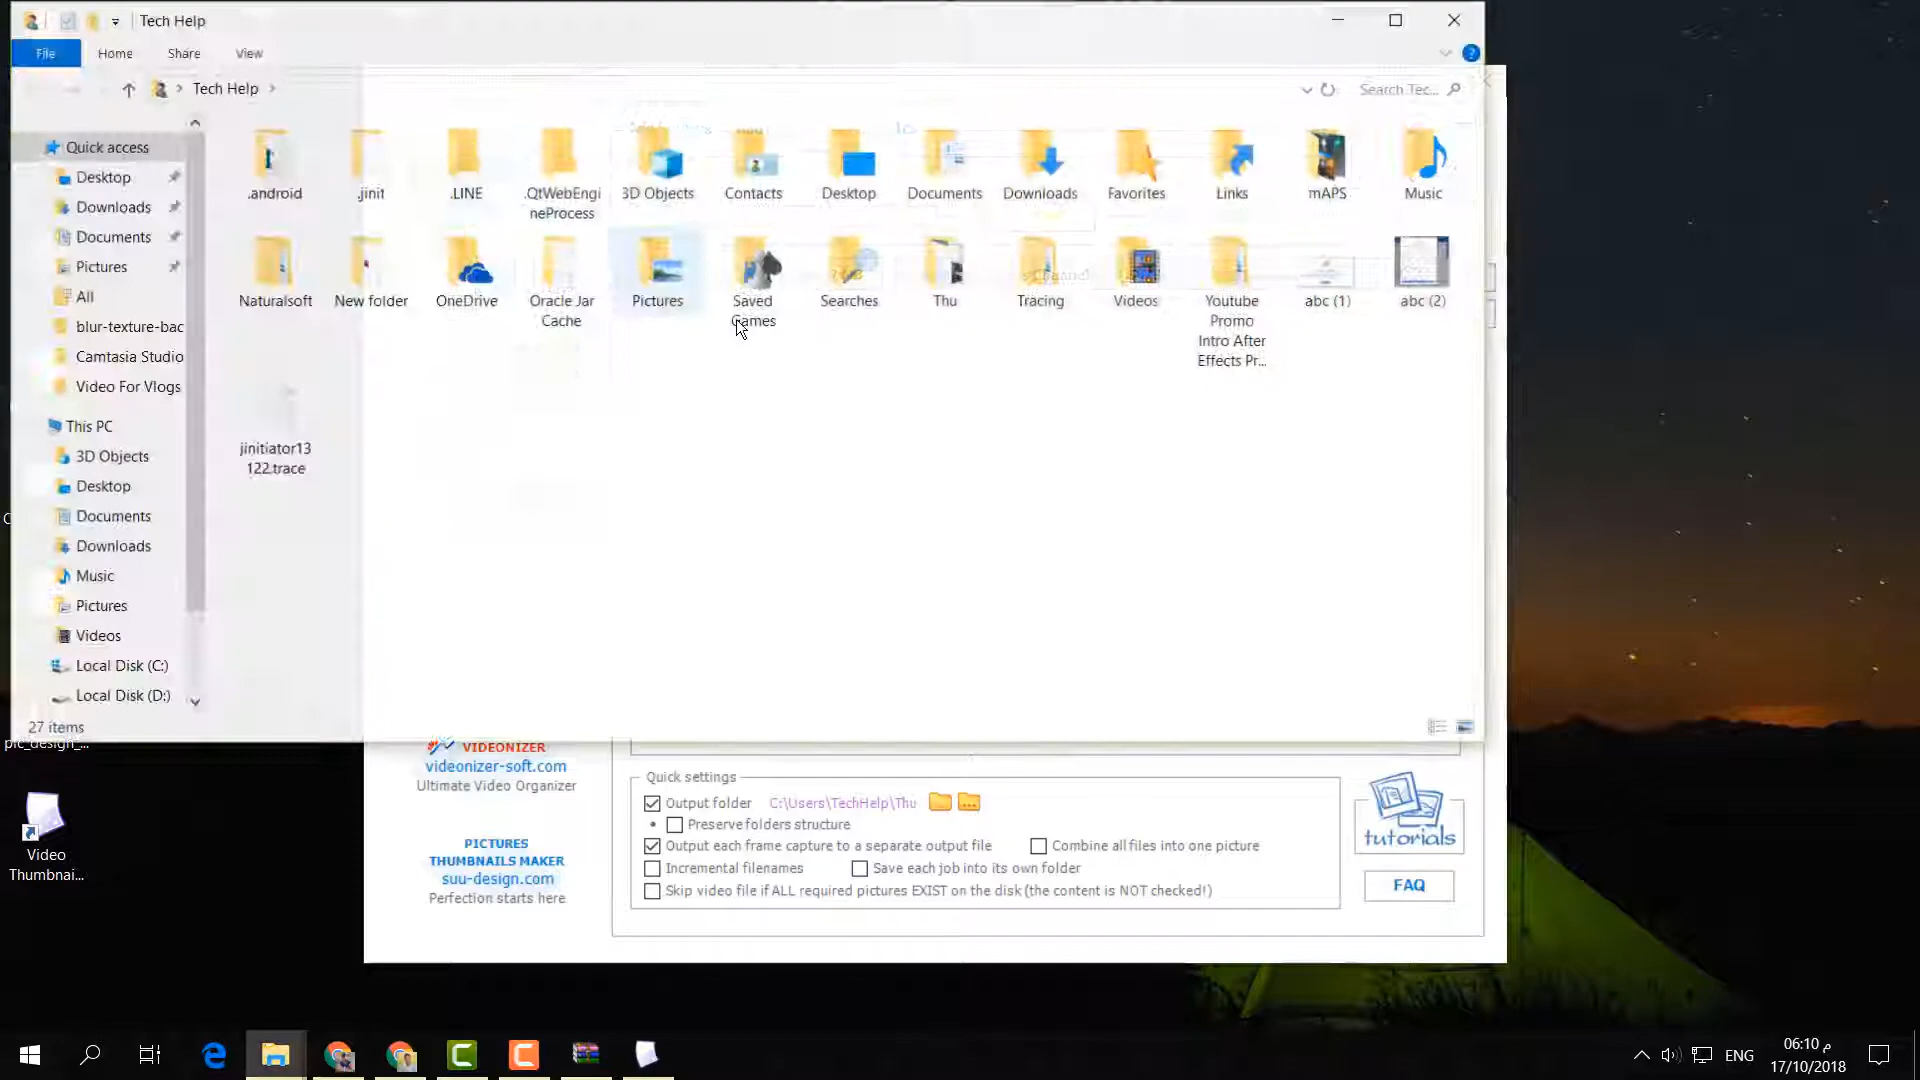 Tech Help
File Home Share View
Tech Help
Search Tec...
Quick access
Desktop
Downloads
Documents
Pictures
All
blur-texture-bac
Camtasia Studio
Video For Vlogs
This PC
3D Objects
Desktop
Documents
Downloads
Music
Pictures
Videos
Local Disk (C:)
Local Disk (D:)
27 items
.android
.jinit
.LINE
.QtWebEngi
neProcess
3D Objects
Contacts
Desktop
Documents
Downloads
Favorites
Links
mAPS
Music
Naturalsoft
New folder
OneDrive
Oracle Jar
Cache
Pictures
Saved
Games
Searches
Thu
Tracing
Videos
Youtube
Promo
Intro After
Effects Pr...
abc (1)
abc (2)
jinitiator13
122.trace
pic_design_...
Video
Thumbnai...
VIDEONIZER
videonizer-soft.com
Ultimate Video Organizer
PICTURES
THUMBNAILS MAKER
suu-design.com
Perfection starts here
Quick settings
Output folder C:\Users\TechHelp\Thu
Preserve folders structure
Output each frame capture to a separate output file Combine all files into one picture
Incremental filenames Save each job into its own folder
Skip video file if ALL required pictures EXIST on the disk (the content is NOT checked!)
tutorials
FAQ
ENG
06:10 م
17/10/2018